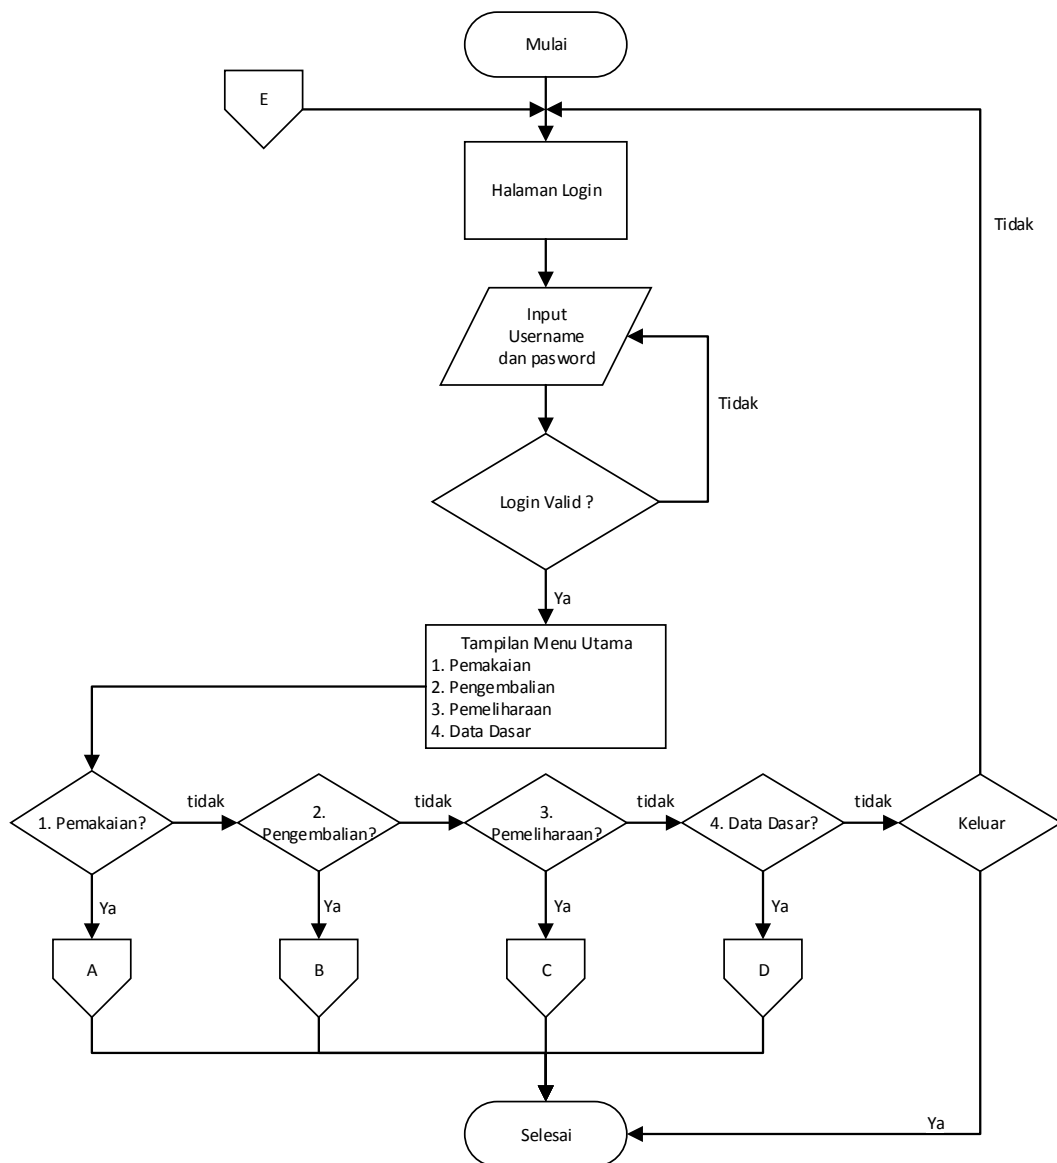 Mulai
E
Halaman Login
Tidak
Input
Username
dan pasword
Tidak
Login Valid ?
Ya
Tampilan Menu Utama
1. Pemakaian
2. Pengembalian
3. Pemeliharaan
4. Data Dasar
1. Pemakaian?
tidak
2.
Pengembalian?
tidak
3.
Pemeliharaan?
tidak
4. Data Dasar?
tidak
Keluar
Ya
Ya
Ya
Ya
A
B
C
D
Selesai
Ya